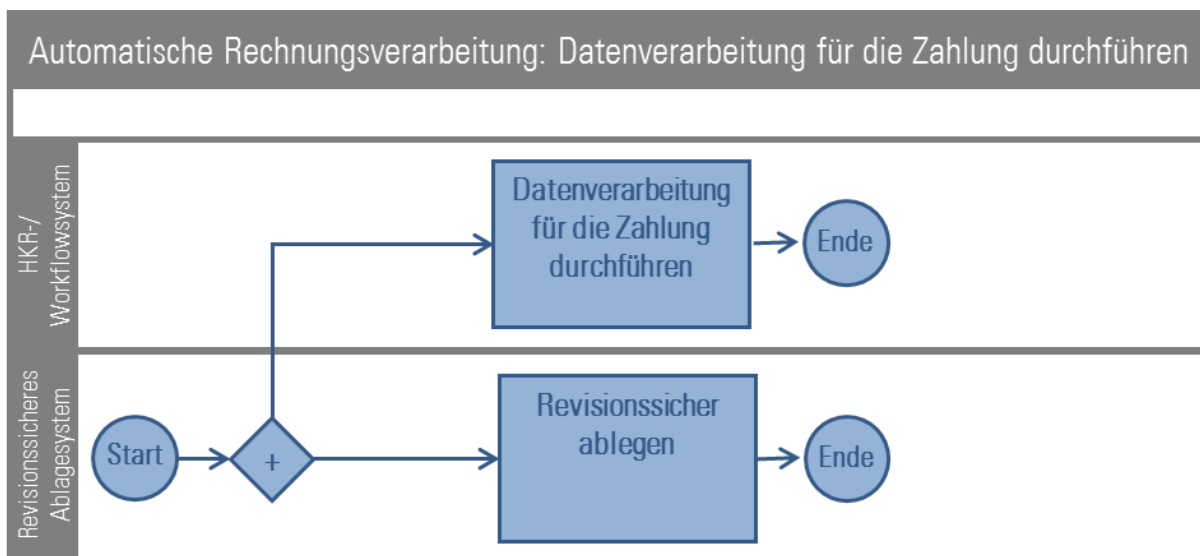 Automatische Rechnungsverarbeitung: Datenverarbeitung für die Zahlung durchführen
HKR-/
Workflowsystem
Datenverarbeitung
für die Zahlung
durchführen
Ende
Revisionssicheres
Ablagesystem
Start
+
Revisionssicher
ablegen
Ende